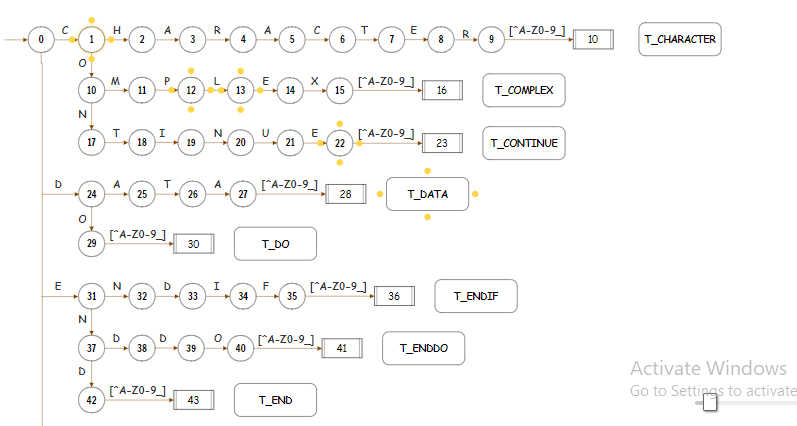 C H A R A C T E R [^A-Z0-9_]
0 1 2 3 4 5 6 7 8 9 10 T_CHARACTER
O M P L E X [^A-Z0-9_]
10 11 12 13 14 15 16 T_COMPLEX
N T I N U E [^A-Z0-9_]
17 18 19 20 21 22 23 T_CONTINUE
D A T A [^A-Z0-9_]
24 25 26 27 28 T_DATA
O [^A-Z0-9_]
29 30 T_DO
E N D I F [^A-Z0-9_]
31 32 33 34 35 36 T_ENDIF
N D D O [^A-Z0-9_]
37 38 39 40 41 T_ENDDO
D [^A-Z0-9_]
42 43 T_END
Activate Windows
Go to Settings to activate